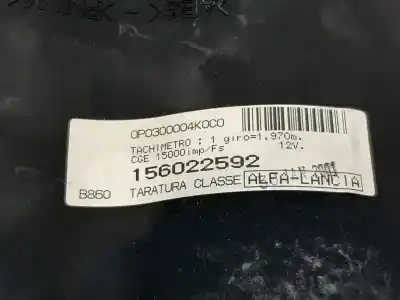 0P0300004K0C0
TACHIMETRO : 1 giro=1.970m.
CGE 15000imp/Fs 12V.
156022592
B860 TARATURA CLASSE ALFA-LANCIA